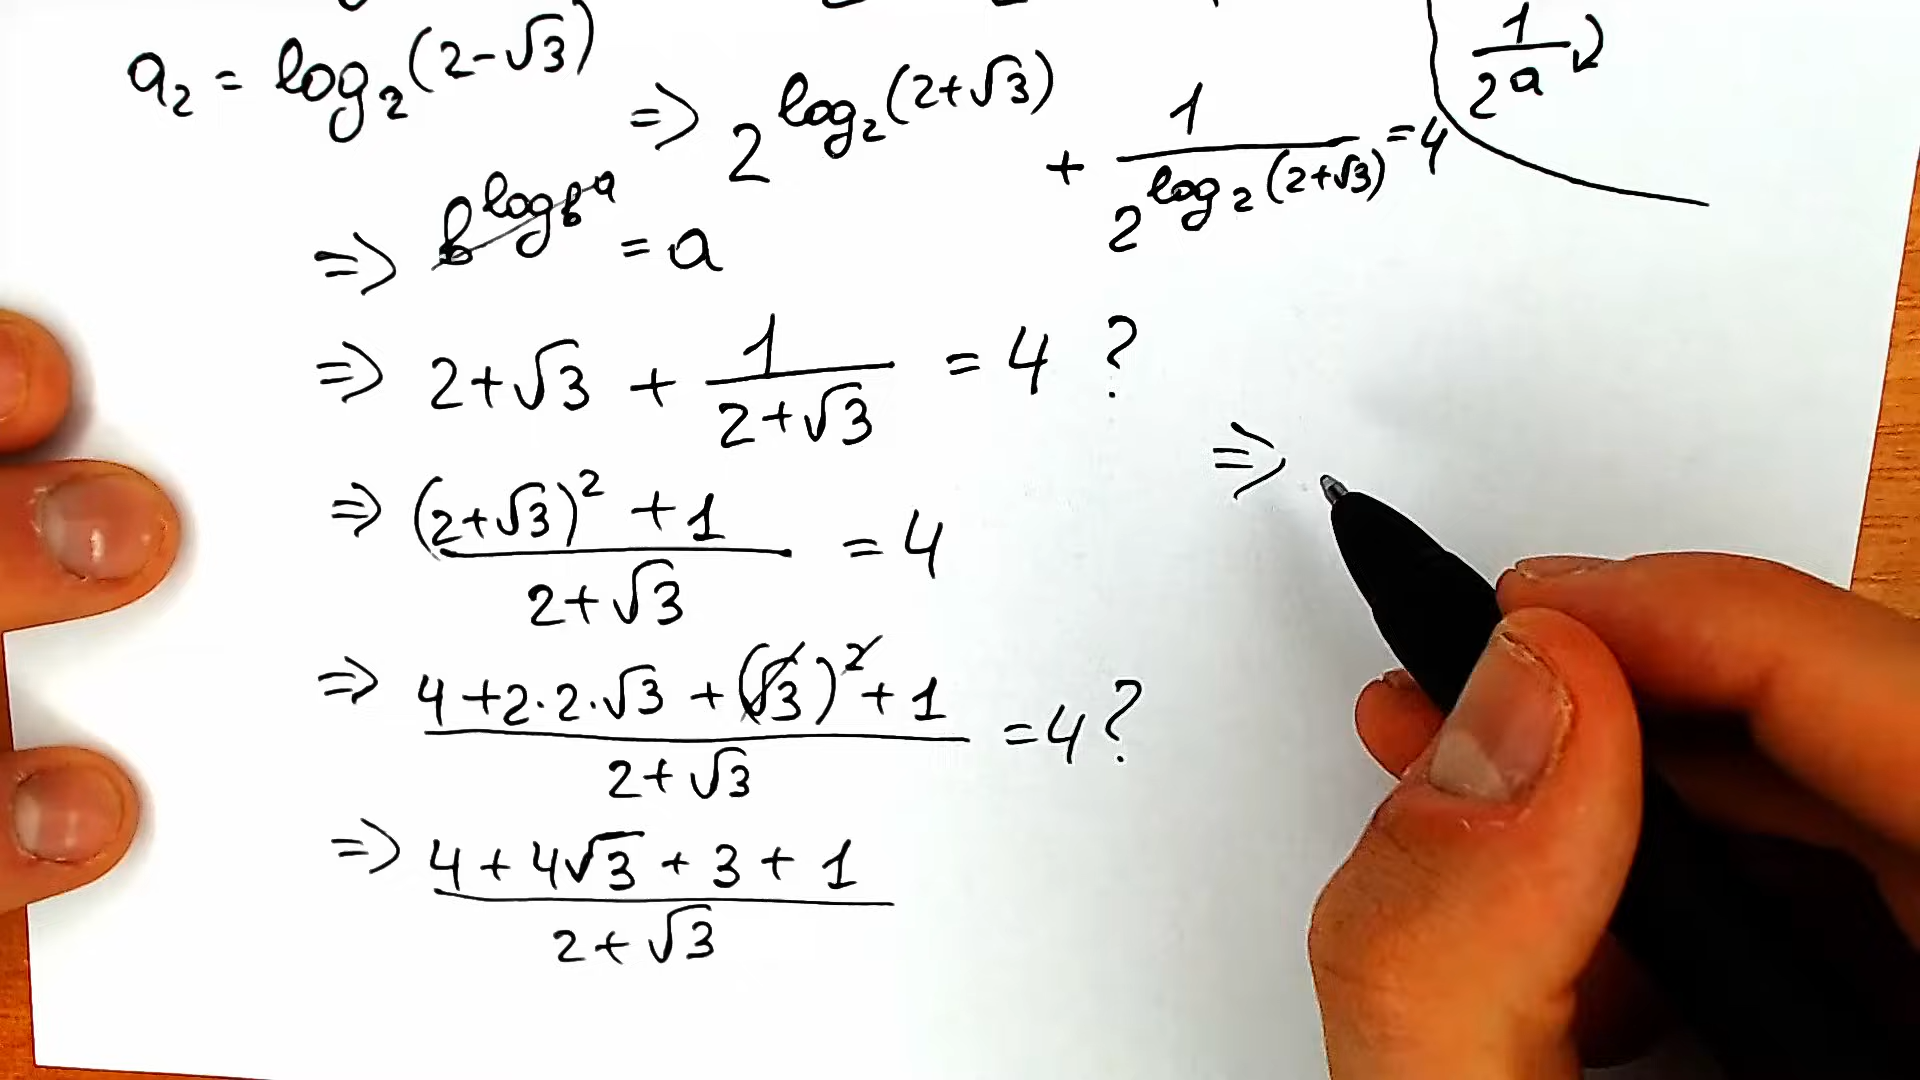 a₂ = log₂(2-√3) => 2^log₂(2+√3) + 1/2^log₂(2+√3) = 4
1/2^a
=> b^log_b a = a
=> 2+√3 + 1/(2+√3) = 4 ?
=>
=> ((2+√3)² + 1)/(2+√3) = 4
=> (4+2·2·√3 + (√3)² + 1)/(2+√3) = 4?
=> (4 + 4√3 + 3 + 1)/(2+√3)